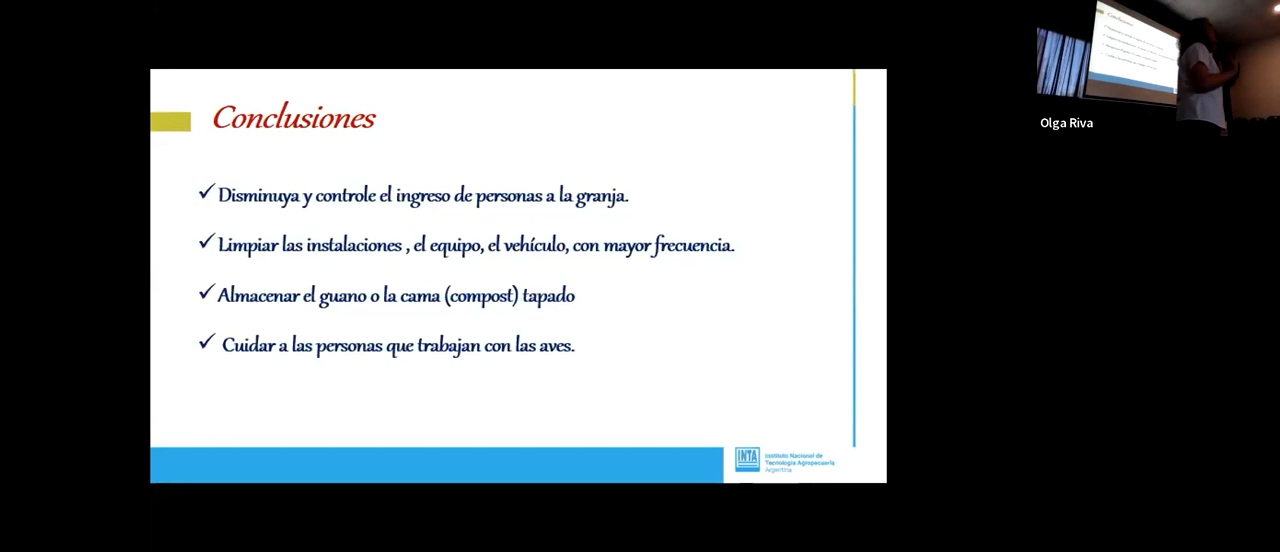 Conclusiones
✓ Disminuya y controle el ingreso de personas a la granja.
✓ Limpiar las instalaciones , el equipo, el vehículo, con mayor frecuencia.
✓ Almacenar el guano o la cama (compost) tapado
✓ Cuidar a las personas que trabajan con las aves.
INTA
Instituto Nacional de
Tecnología Agropecuaria
Argentina
Conclusiones
Olga Riva